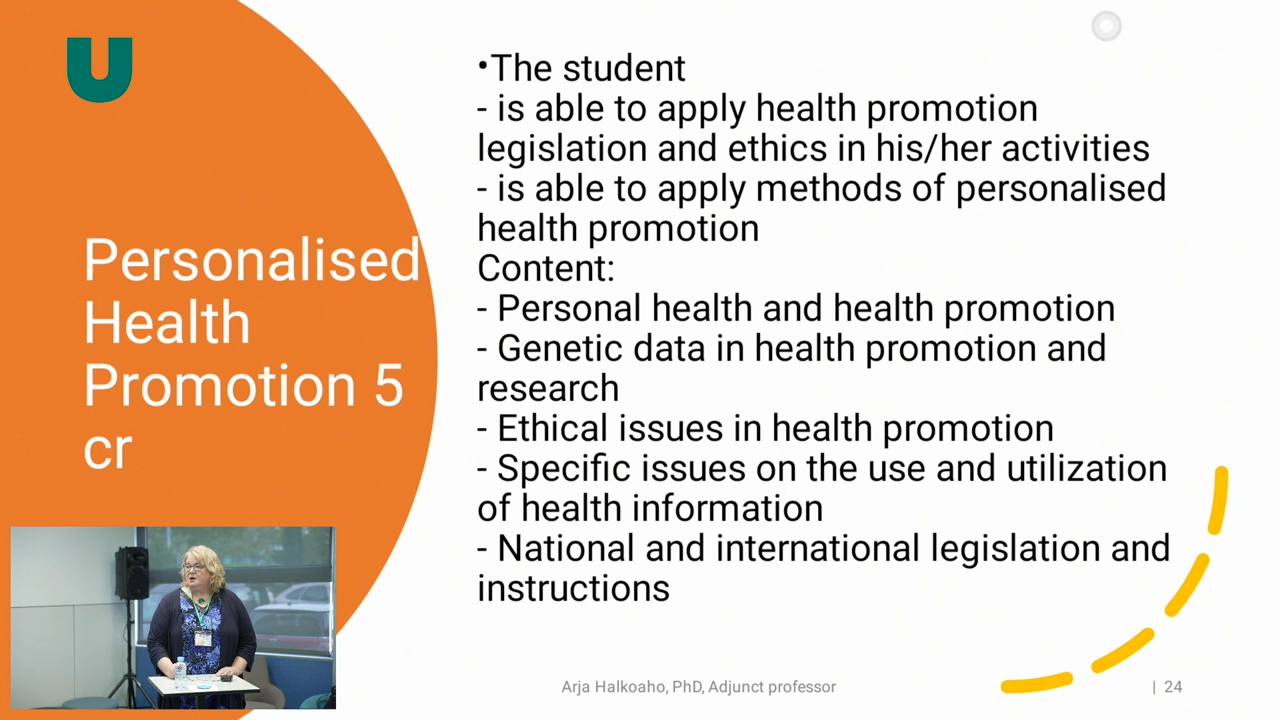 U
Personalised
Health
Promotion 5
cr
•The student
- is able to apply health promotion
legislation and ethics in his/her activities
- is able to apply methods of personalised
health promotion
Content:
- Personal health and health promotion
- Genetic data in health promotion and
research
- Ethical issues in health promotion
- Specific issues on the use and utilization
of health information
- National and international legislation and
instructions
Arja Halkoaho, PhD, Adjunct professor
| 24